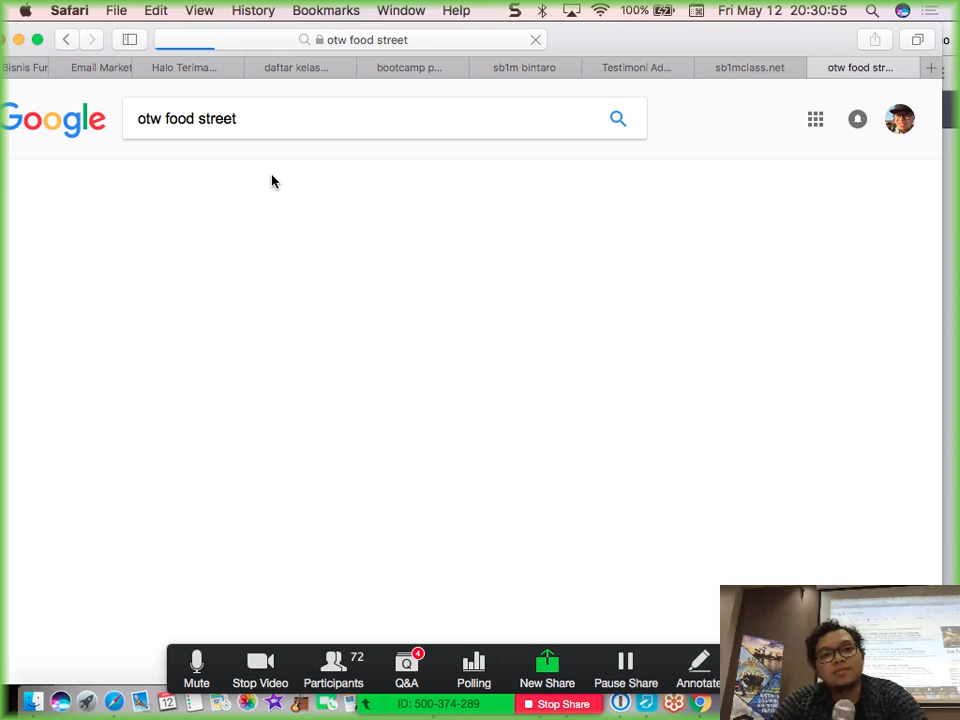 Safari File Edit View History Bookmarks Window Help S 100% Fri May 12 20:30:55
otw food street
Bisnis Fur Email Market Halo Terima... daftar kelas... bootcamp p... sb1m bintaro Testimoni Ad... sb1mclass.net otw food str... +
Google otw food street
72 4
Mute Stop Video Participants Q&A Polling New Share Pause Share Annotate
12 ID: 500-374-289 Stop Share